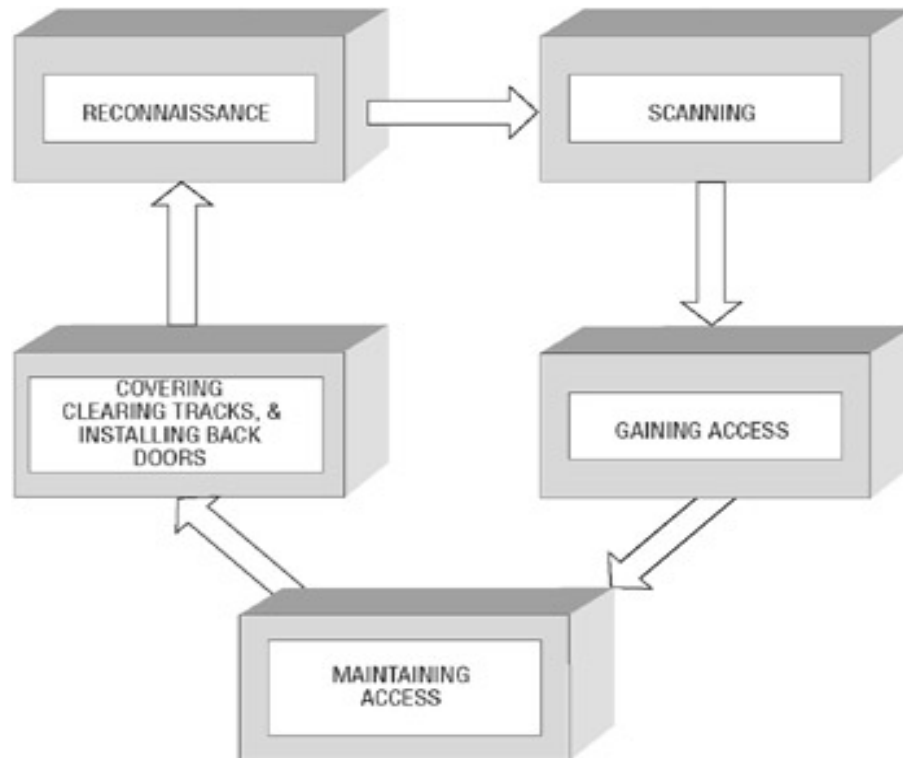 RECONNAISSANCE
SCANNING
GAINING ACCESS
MAINTAINING
ACCESS
COVERING
CLEARING TRACKS, &
INSTALLING BACK
DOORS